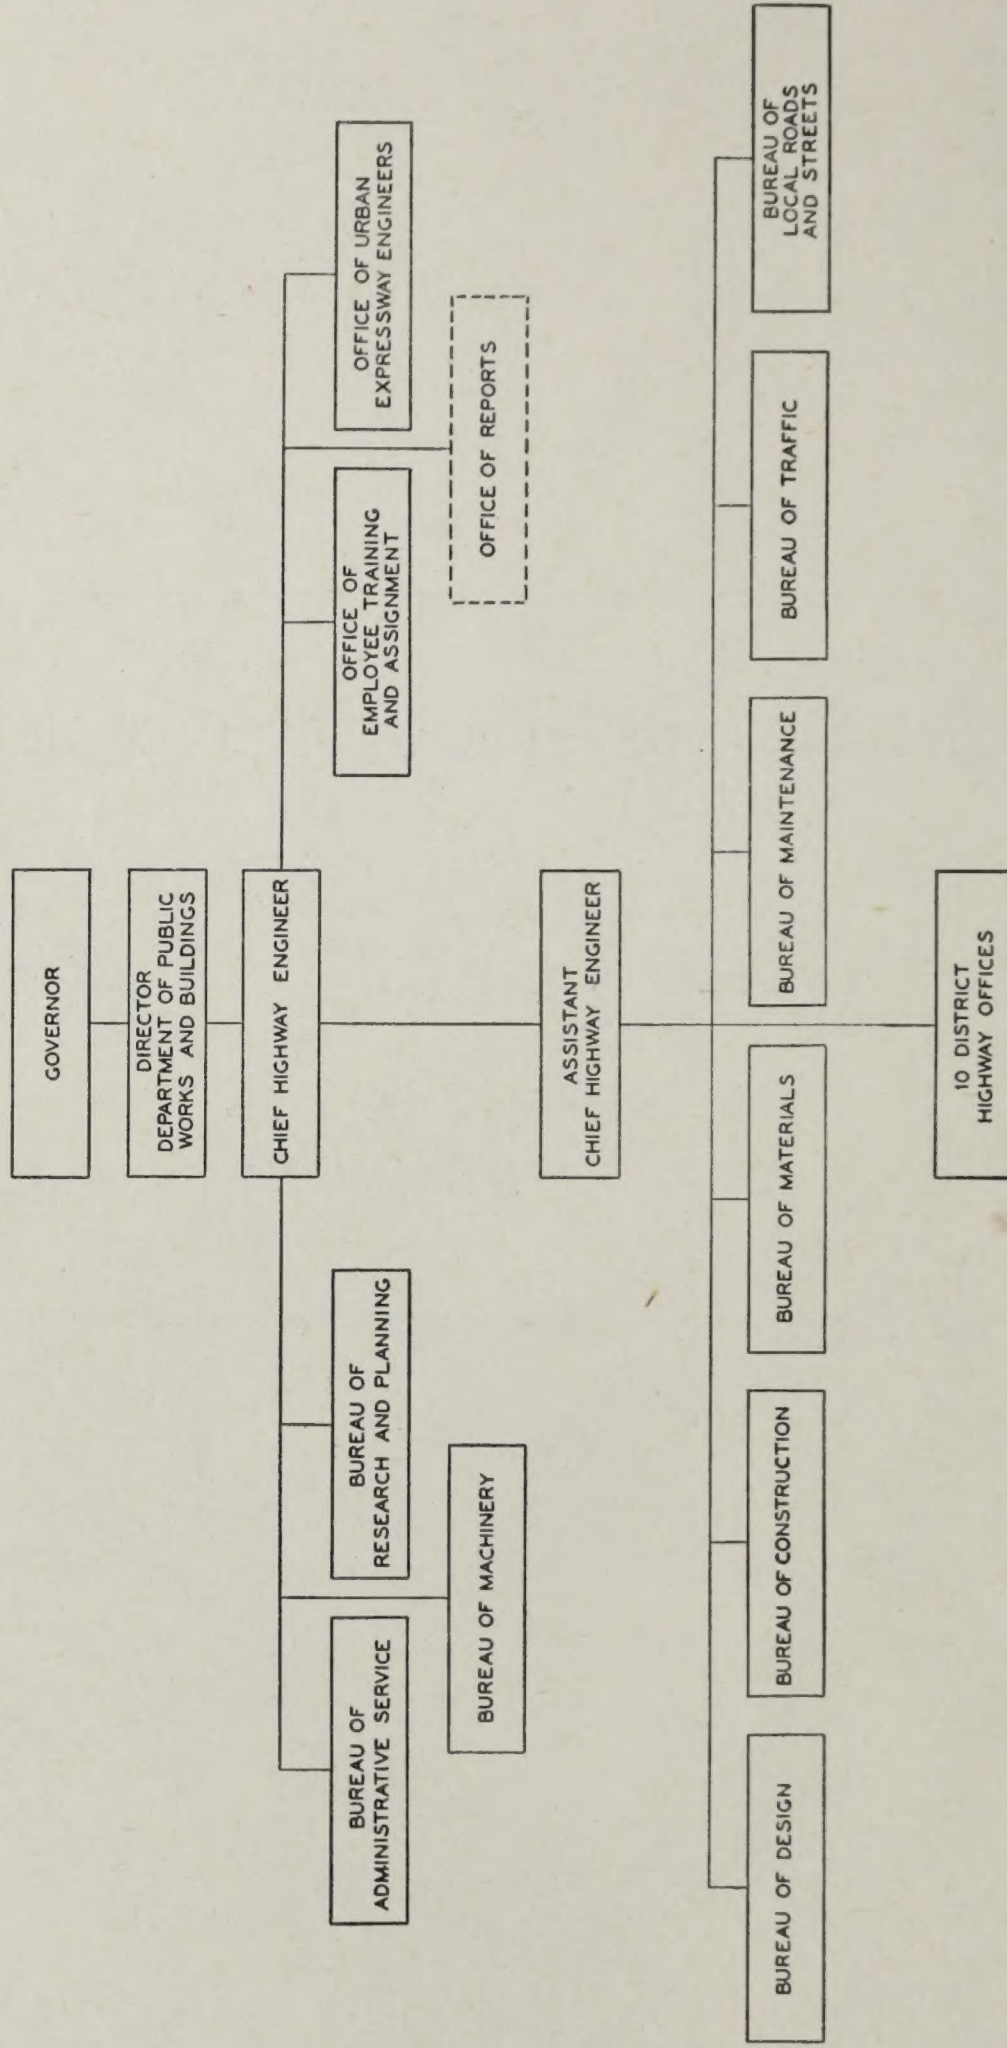 GOVERNOR
DIRECTOR
DEPARTMENT OF PUBLIC
WORKS AND BUILDINGS
CHIEF HIGHWAY ENGINEER
BUREAU OF
ADMINISTRATIVE SERVICE
BUREAU OF
RESEARCH AND PLANNING
OFFICE OF
EMPLOYEE TRAINING
AND ASSIGNMENT
OFFICE OF URBAN
EXPRESSWAY ENGINEERS
BUREAU OF MACHINERY
OFFICE OF REPORTS
ASSISTANT
CHIEF HIGHWAY ENGINEER
BUREAU OF DESIGN
BUREAU OF CONSTRUCTION
BUREAU OF MATERIALS
BUREAU OF MAINTENANCE
BUREAU OF TRAFFIC
BUREAU OF
LOCAL ROADS
AND STREETS
10 DISTRICT
HIGHWAY OFFICES